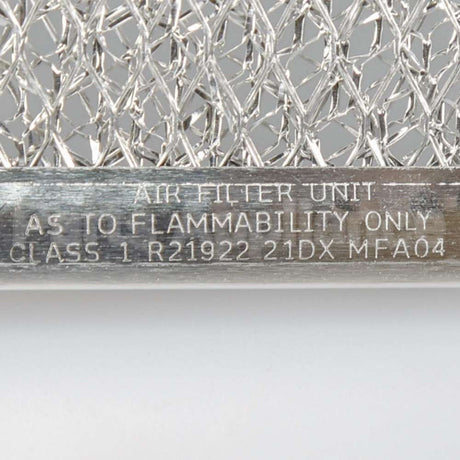 AIR FILTER UNIT
AS TO FLAMMABILITY ONLY
CLASS 1 R21922 21DX MFA04